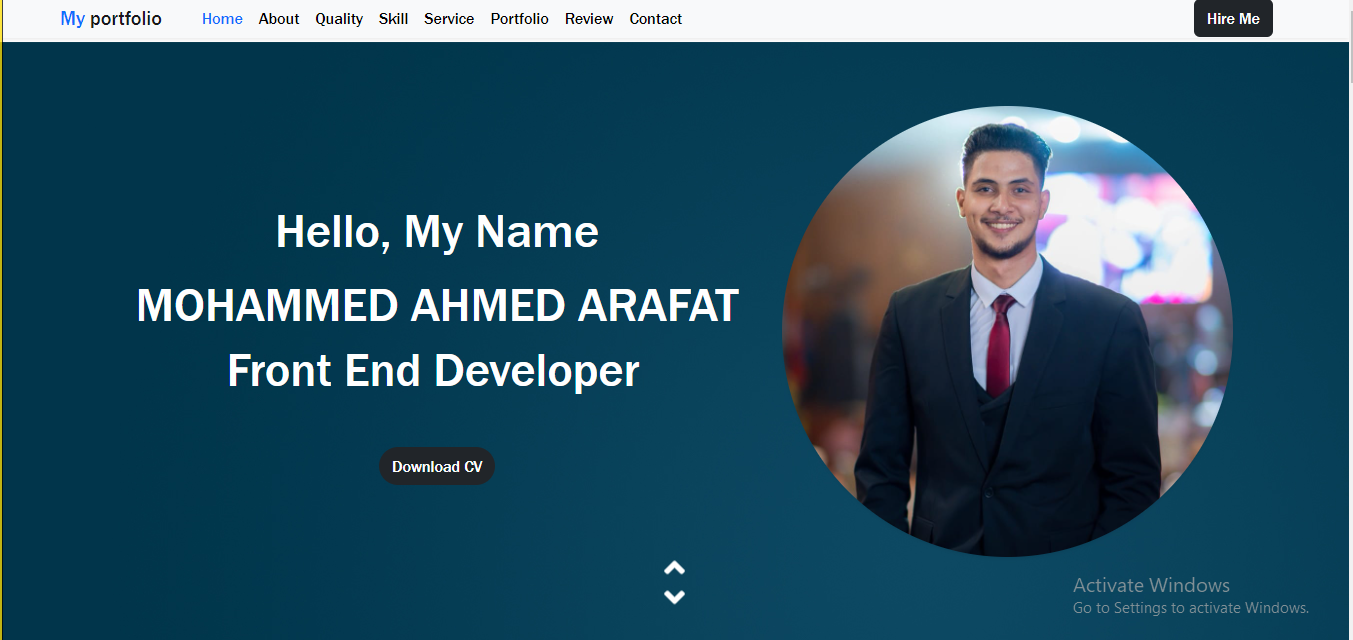 My portfolio Home About Quality Skill Service Portfolio Review Contact Hire Me
Hello, My Name
MOHAMMED AHMED ARAFAT
Front End Developer
Download CV
Activate Windows
Go to Settings to activate Windows.